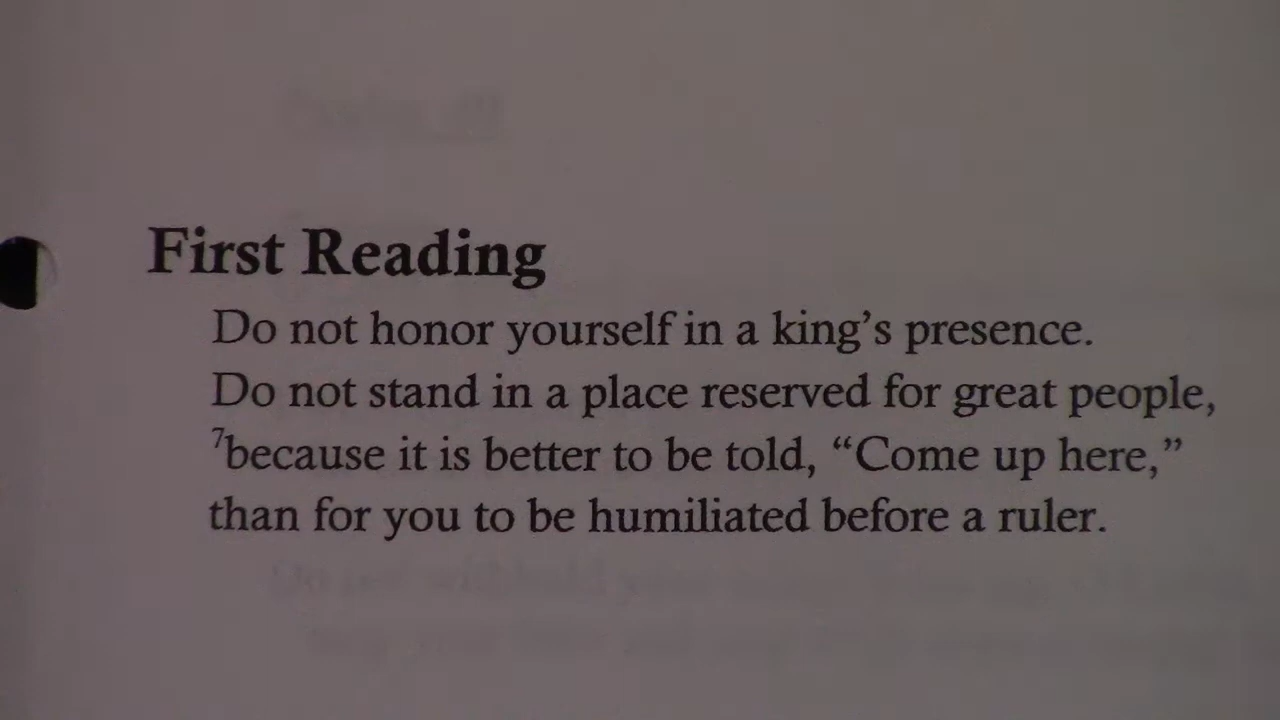 First Reading
Do not honor yourself in a king’s presence.
Do not stand in a place reserved for great people,
⁷because it is better to be told, “Come up here,”
than for you to be humiliated before a ruler.